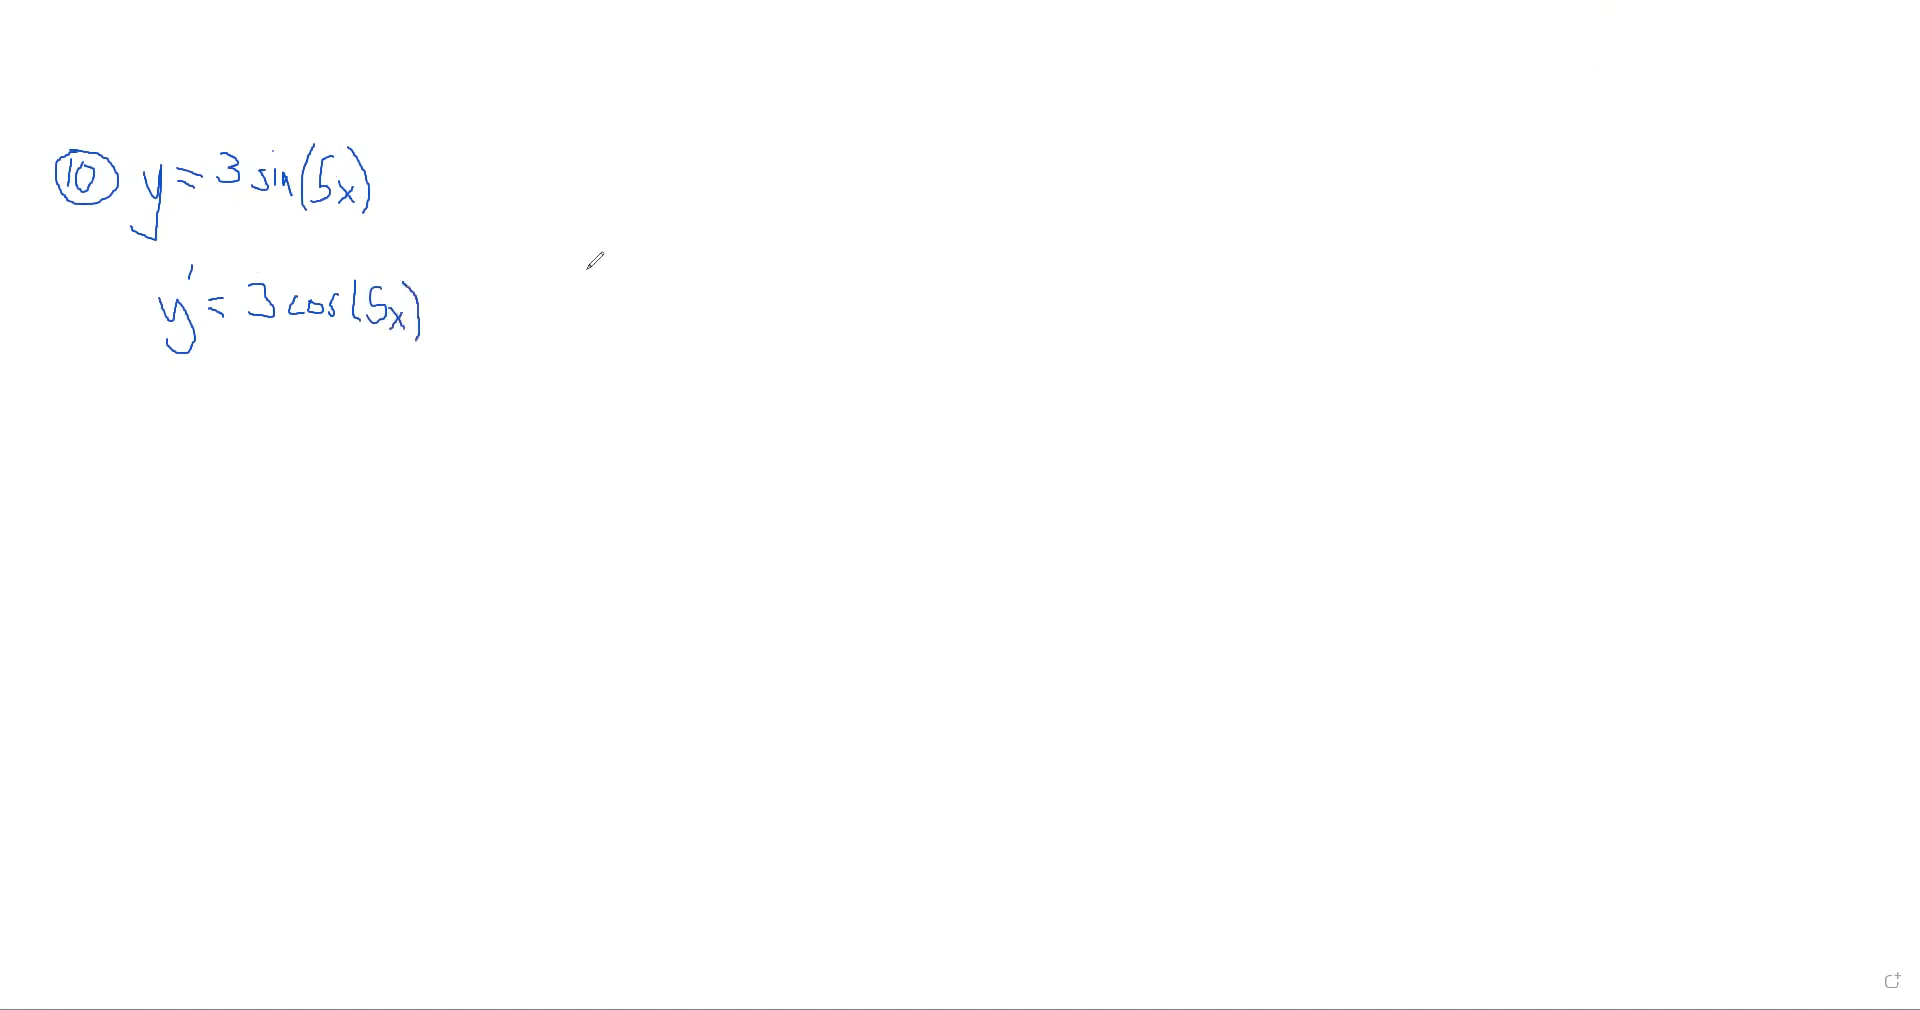 ⑩ y = 3 sin(5x)
y' = 3 cos(5x)